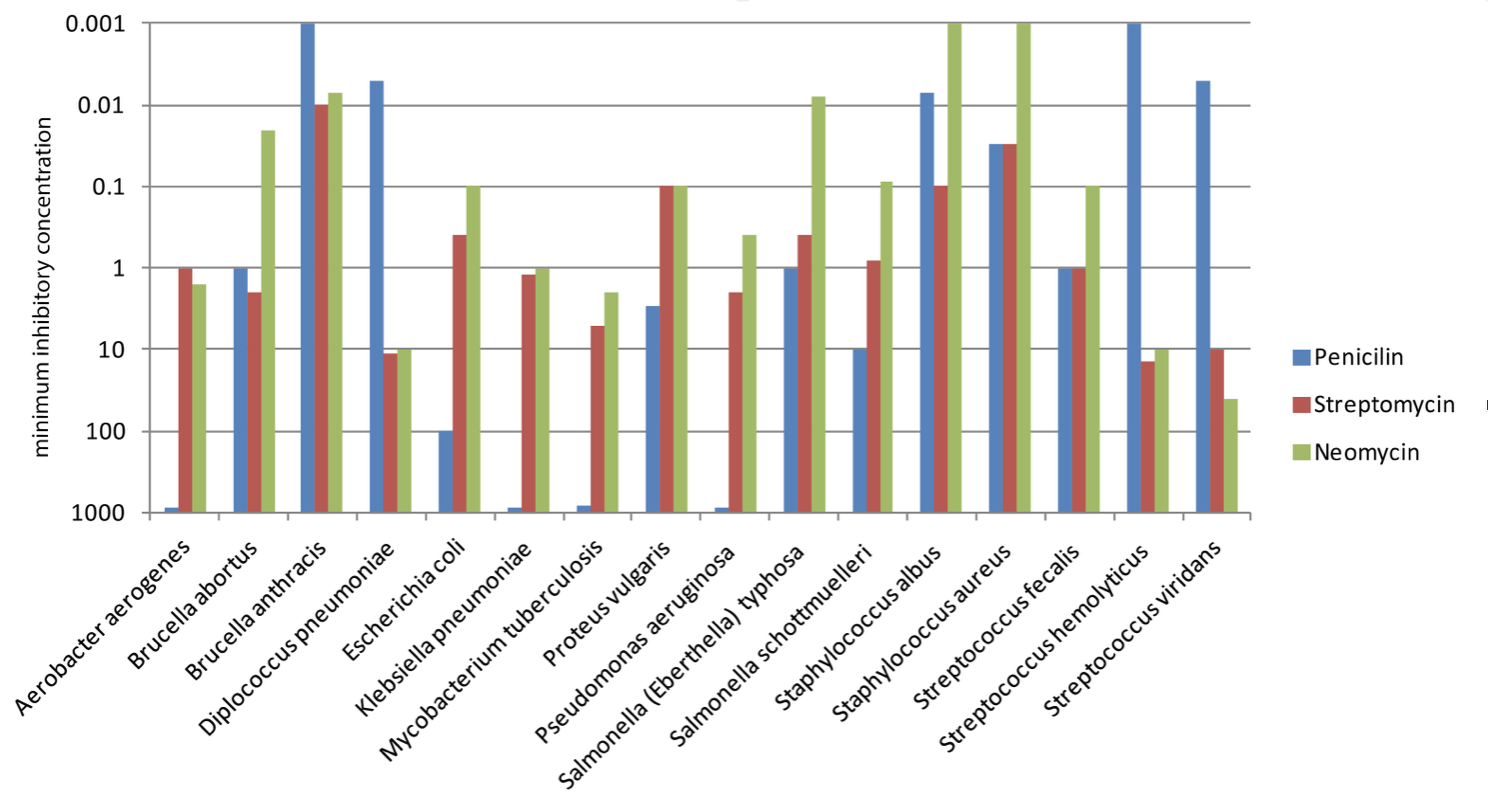 minimum inhibitory concentration
0.001
0.01
0.1
1
10
100
1000
Aerobacter aerogenes
Brucella abortus
Brucella anthracis
Diplococcus pneumoniae
Escherichia coli
Klebsiella pneumoniae
Mycobacterium tuberculosis
Proteus vulgaris
Pseudomonas aeruginosa
Salmonella (Eberthella) typhosa
Salmonella schottmuelleri
Staphylococcus albus
Staphylococcus aureus
Streptococcus fecalis
Streptococcus hemolyticus
Streptococcus viridans
Penicilin
Streptomycin
Neomycin